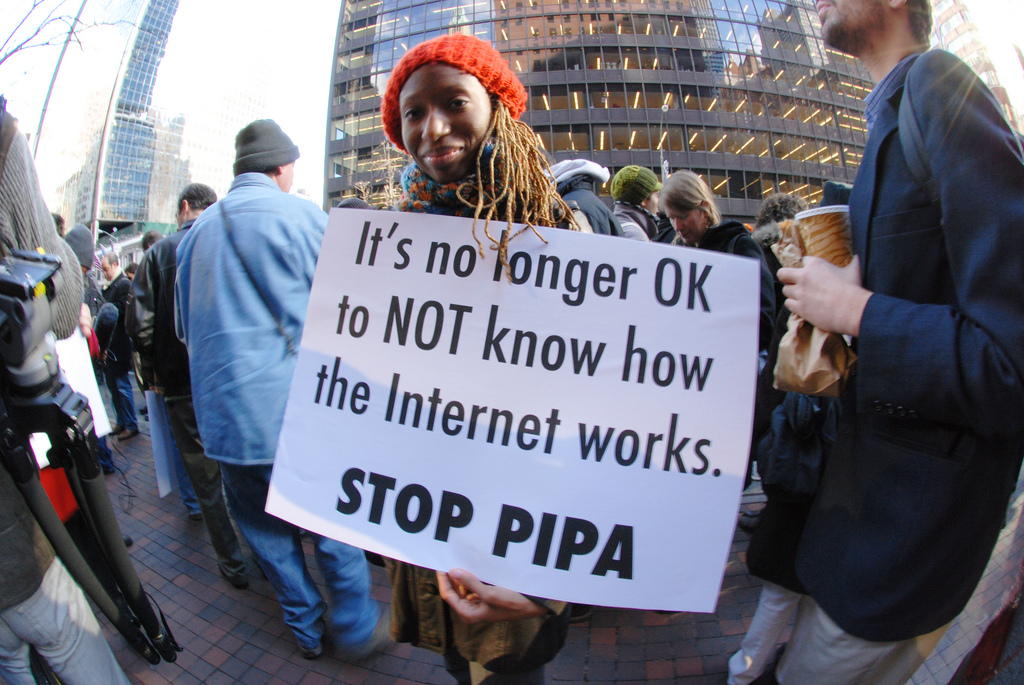 It's no longer OK
to NOT know how
the Internet works.
STOP PIPA